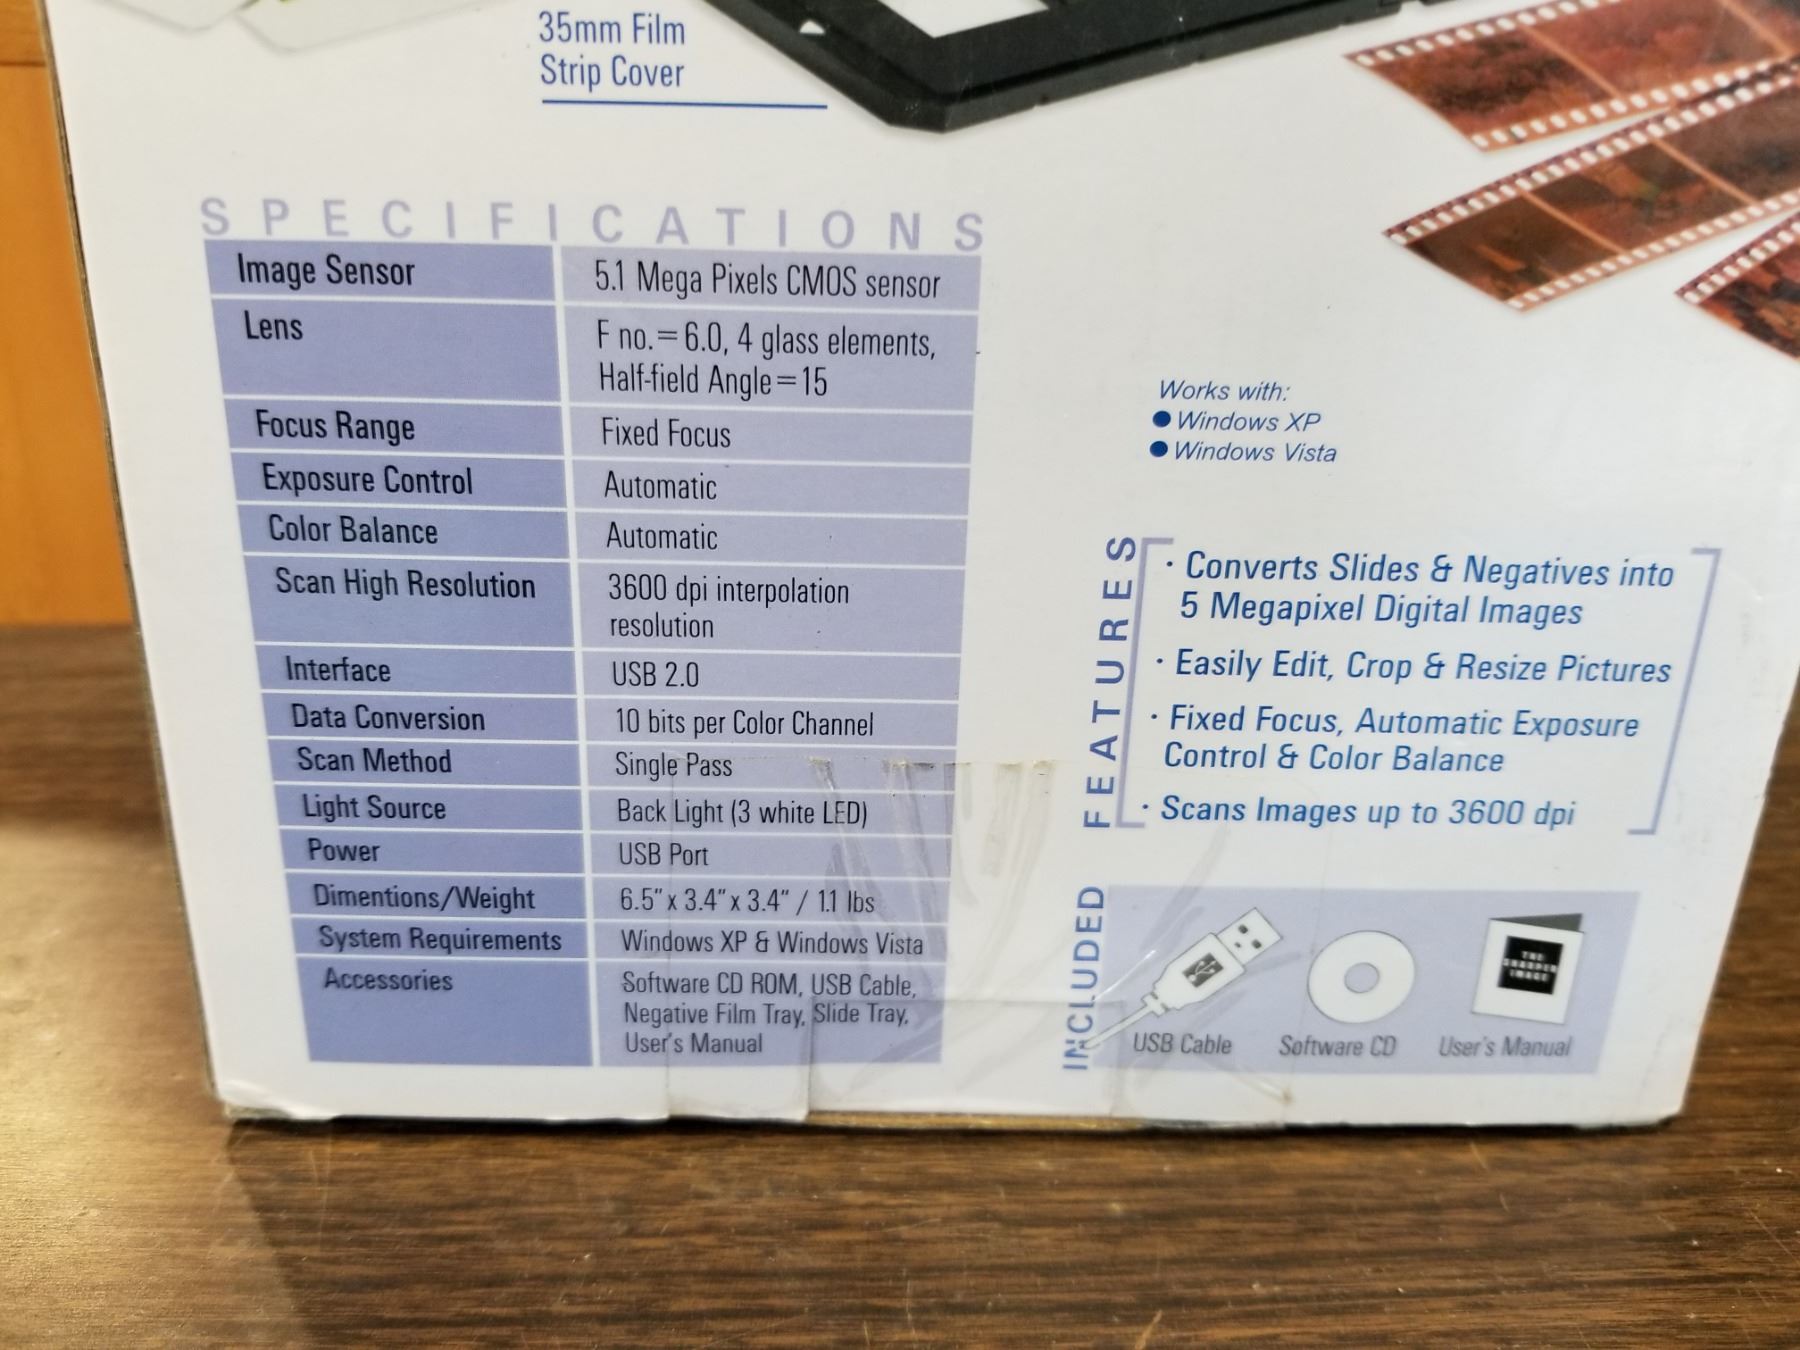 35mm Film
Strip Cover
SPECIFICATIONS
Image Sensor 5.1 Mega Pixels CMOS sensor
Lens F no.=6.0, 4 glass elements,
Half-field Angle=15
Focus Range Fixed Focus
Exposure Control Automatic
Color Balance Automatic
Scan High Resolution 3600 dpi interpolation
resolution
Interface USB 2.0
Data Conversion 10 bits per Color Channel
Scan Method Single Pass
Light Source Back Light (3 white LED)
Power USB Port
Dimentions/Weight 6.5" x 3.4" x 3.4" / 1.1 lbs
System Requirements Windows XP & Windows Vista
Accessories Software CD ROM, USB Cable,
Negative Film Tray, Slide Tray,
User's Manual
Works with:
● Windows XP
● Windows Vista
FEATURES
· Converts Slides & Negatives into
5 Megapixel Digital Images
· Easily Edit, Crop & Resize Pictures
· Fixed Focus, Automatic Exposure
Control & Color Balance
· Scans Images up to 3600 dpi
INCLUDED
THE
SHARPER
IMAGE
USB Cable Software CD User's Manual